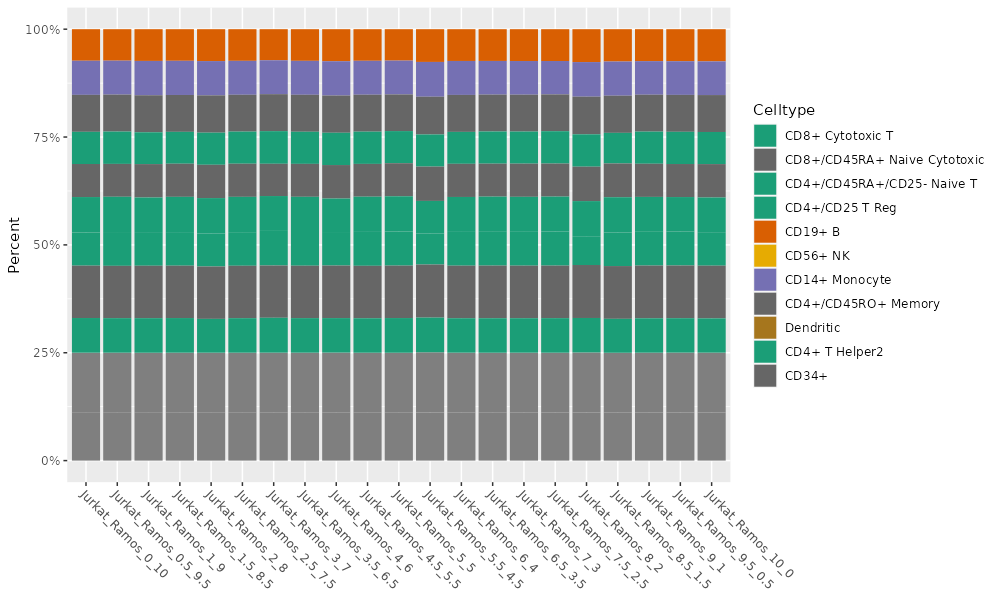 100%
75%
50%
25%
0%
Percent
Jurkat_Ramos_0_10
Jurkat_Ramos_0.5_9.5
Jurkat_Ramos_1_9
Jurkat_Ramos_1.5_8.5
Jurkat_Ramos_2_8
Jurkat_Ramos_2.5_7.5
Jurkat_Ramos_3_7
Jurkat_Ramos_3.5_6.5
Jurkat_Ramos_4_6
Jurkat_Ramos_4.5_5.5
Jurkat_Ramos_5_5
Jurkat_Ramos_5.5_4.5
Jurkat_Ramos_6_4
Jurkat_Ramos_6.5_3.5
Jurkat_Ramos_7_3
Jurkat_Ramos_7.5_2.5
Jurkat_Ramos_8_2
Jurkat_Ramos_8.5_1.5
Jurkat_Ramos_9_1
Jurkat_Ramos_9.5_0.5
Jurkat_Ramos_10_0
Celltype
CD8+ Cytotoxic T
CD8+/CD45RA+ Naive Cytotoxic
CD4+/CD45RA+/CD25- Naive T
CD4+/CD25 T Reg
CD19+ B
CD56+ NK
CD14+ Monocyte
CD4+/CD45RO+ Memory
Dendritic
CD4+ T Helper2
CD34+